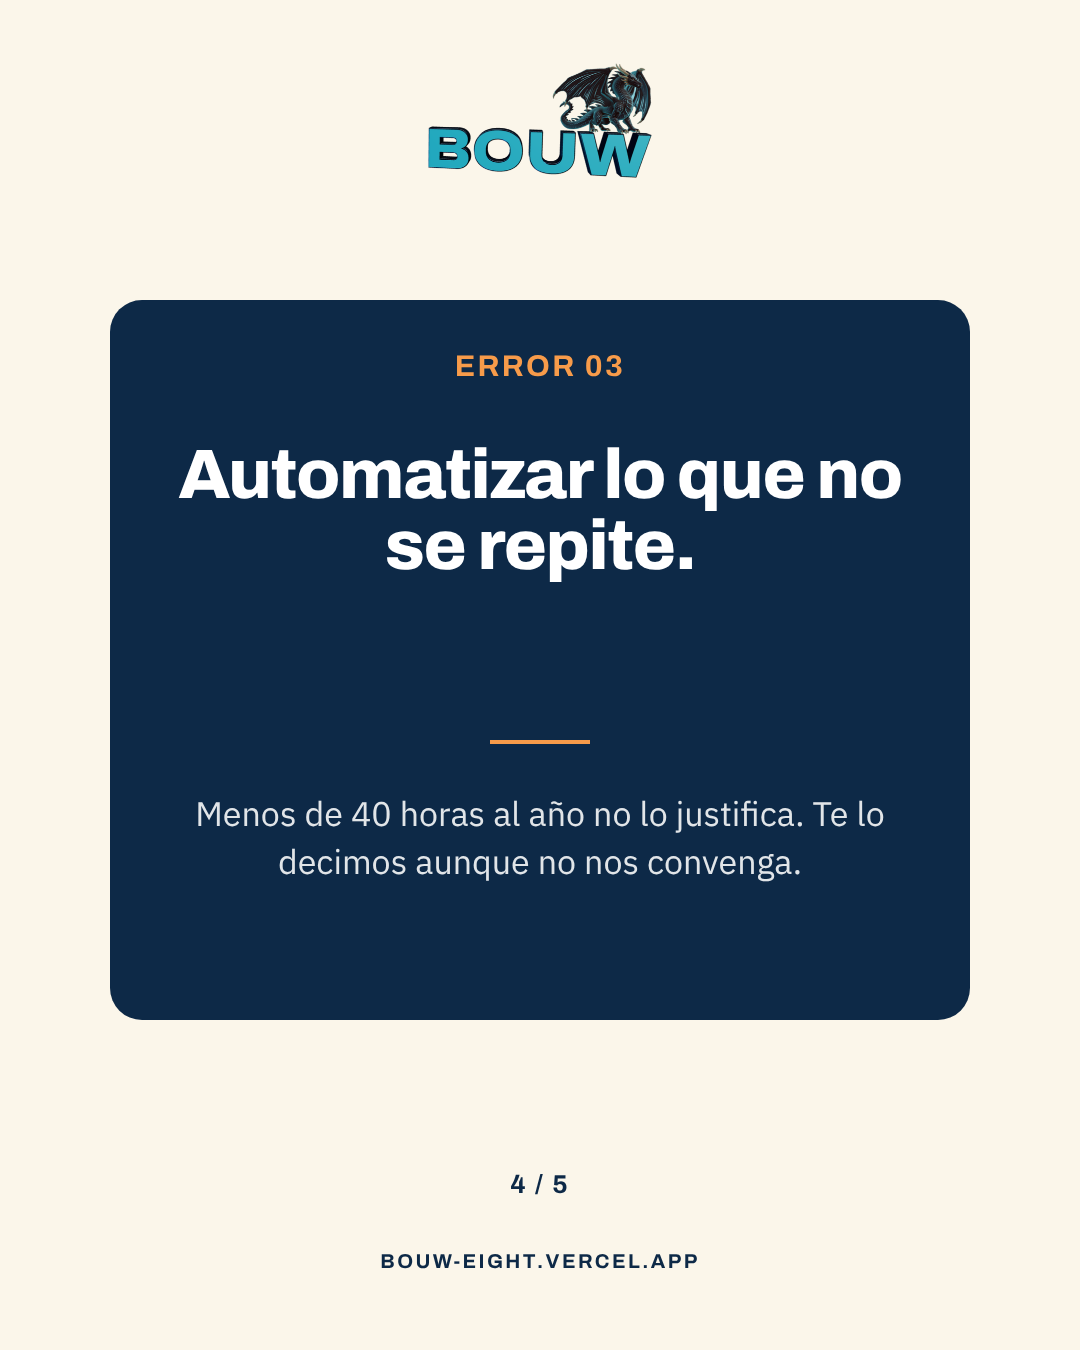 BOUW
ERROR 03
Automatizar lo que no
se repite.
Menos de 40 horas al año no lo justifica. Te lo
decimos aunque no nos convenga.
4 / 5
BOUW-EIGHT.VERCEL.APP